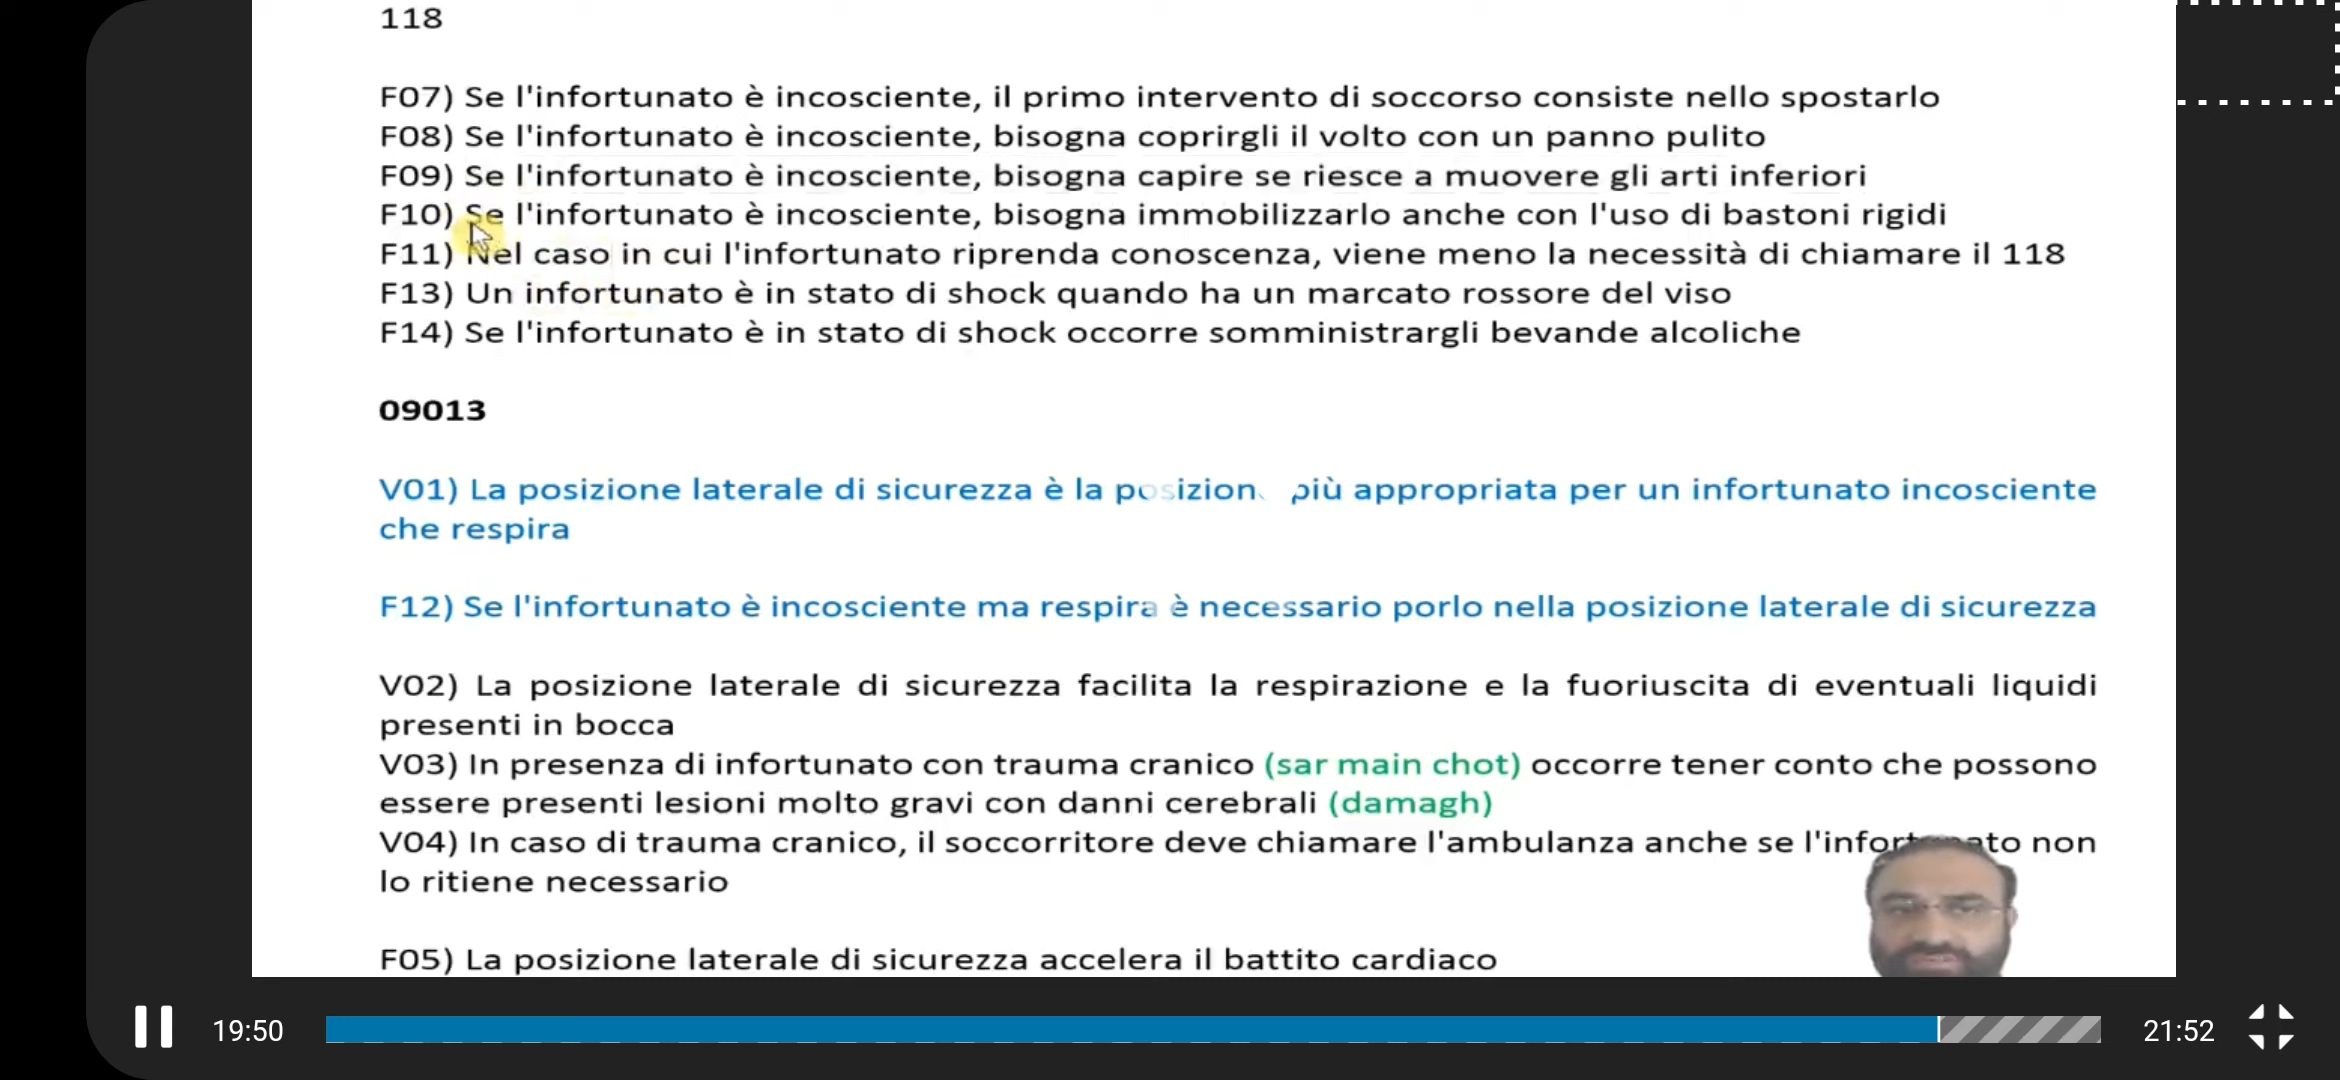 118
F07) Se l'infortunato è incosciente, il primo intervento di soccorso consiste nello spostarlo
F08) Se l'infortunato è incosciente, bisogna coprirgli il volto con un panno pulito
F09) Se l'infortunato è incosciente, bisogna capire se riesce a muovere gli arti inferiori
F10) Se l'infortunato è incosciente, bisogna immobilizzarlo anche con l'uso di bastoni rigidi
F11) Nel caso in cui l'infortunato riprenda conoscenza, viene meno la necessità di chiamare il 118
F13) Un infortunato è in stato di shock quando ha un marcato rossore del viso
F14) Se l'infortunato è in stato di shock occorre somministrargli bevande alcoliche
09013
V01) La posizione laterale di sicurezza è la posizione più appropriata per un infortunato incosciente
che respira
F12) Se l'infortunato è incosciente ma respira è necessario porlo nella posizione laterale di sicurezza
V02) La posizione laterale di sicurezza facilita la respirazione e la fuoriuscita di eventuali liquidi
presenti in bocca
V03) In presenza di infortunato con trauma cranico (sar main chot) occorre tener conto che possono
essere presenti lesioni molto gravi con danni cerebrali (damagh)
V04) In caso di trauma cranico, il soccorritore deve chiamare l'ambulanza anche se l'infortunato non
lo ritiene necessario
F05) La posizione laterale di sicurezza accelera il battito cardiaco
19:50
21:52